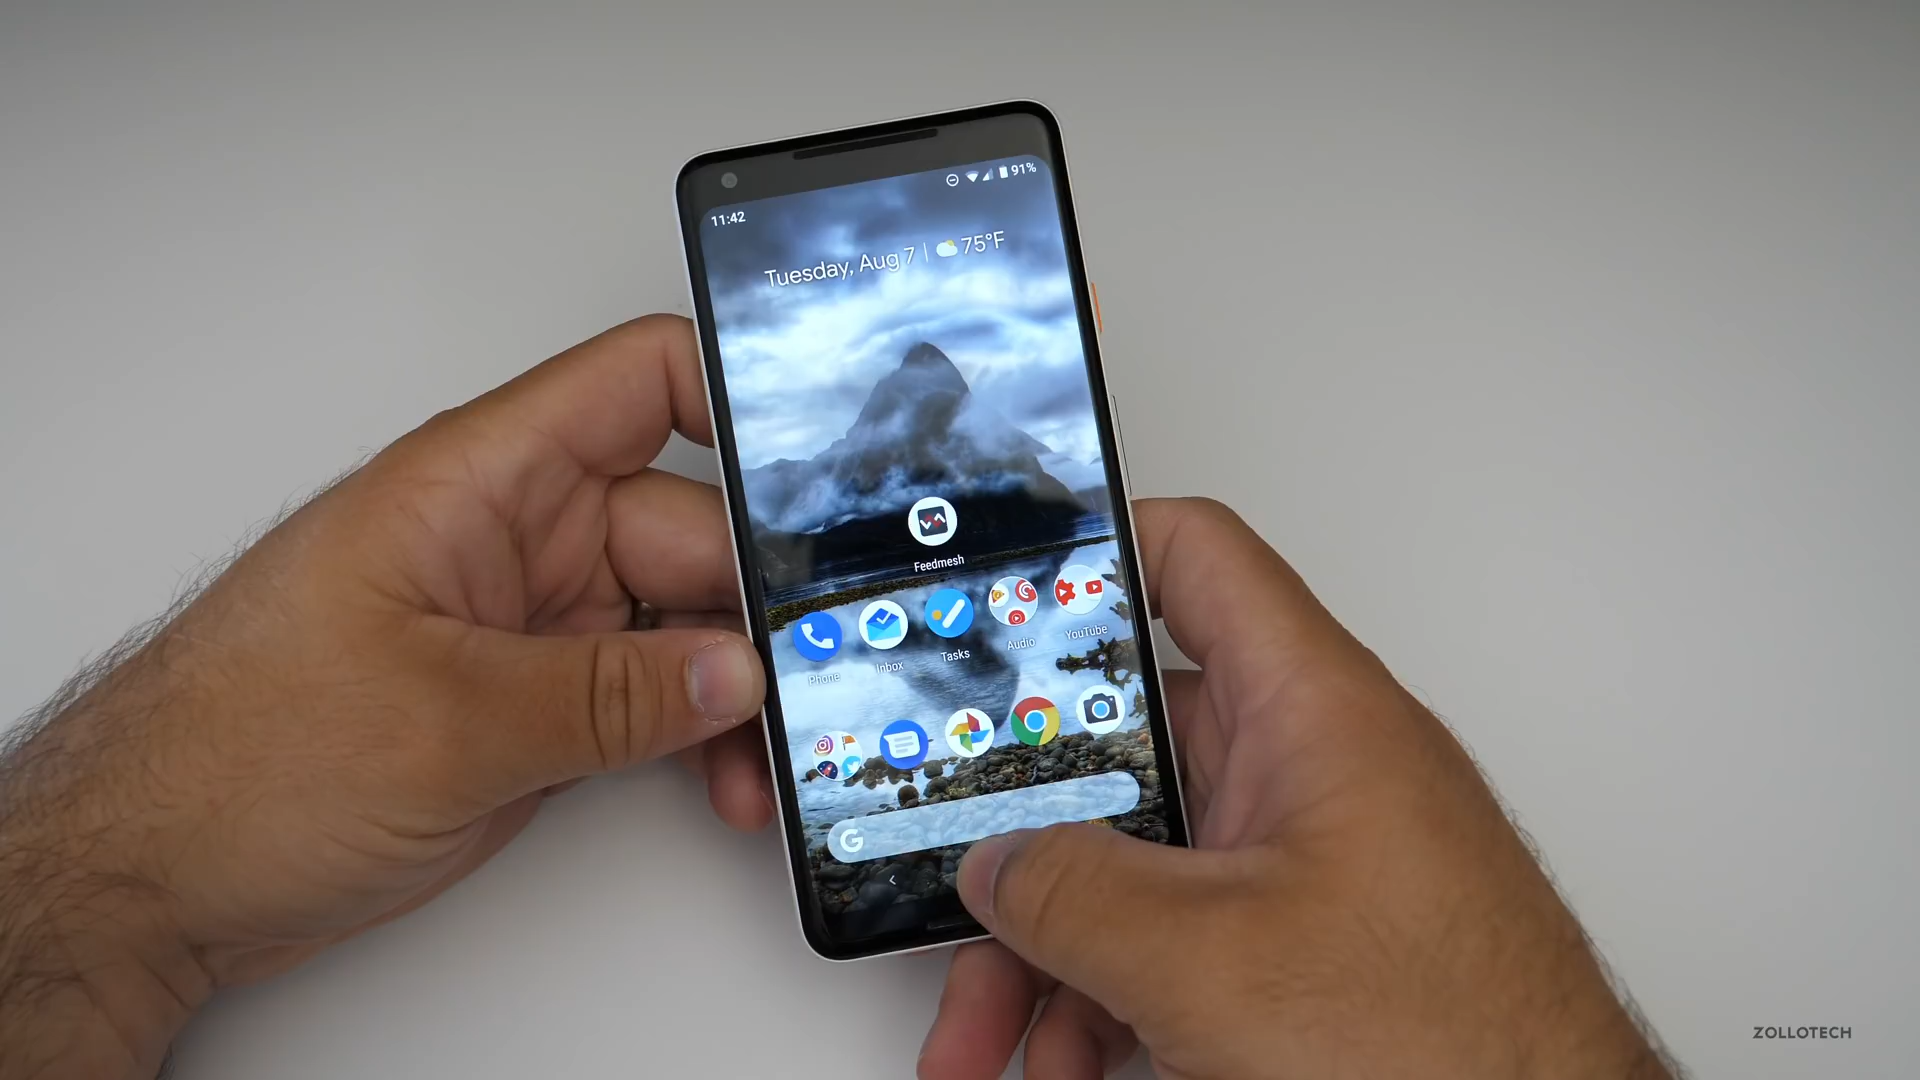 91%
11:42
Tuesday, Aug 7 | 75°F
Feedmesh
Phone
Inbox
Tasks
Audio
YouTube
G
ZOLLOTECH